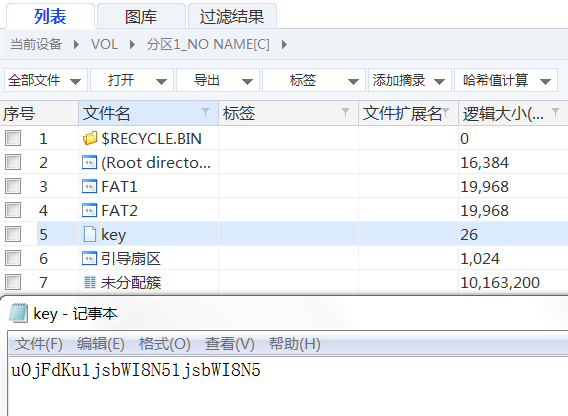 列表 图库 过滤结果
当前设备 VOL 分区1_NO NAME[C]
全部文件 打开 导出 标签 添加摘录 哈希值计算
序号 文件名 标签 文件扩展名 逻辑大小(...
1 $RECYCLE.BIN 0
2 (Root directo... 16,384
3 FAT1 19,968
4 FAT2 19,968
5 key 26
6 引导扇区 1,024
7 未分配簇 10,163,200
key - 记事本
文件(F) 编辑(E) 格式(O) 查看(V) 帮助(H)
uOjFdKu1jsbWI8N51jsbWI8N5